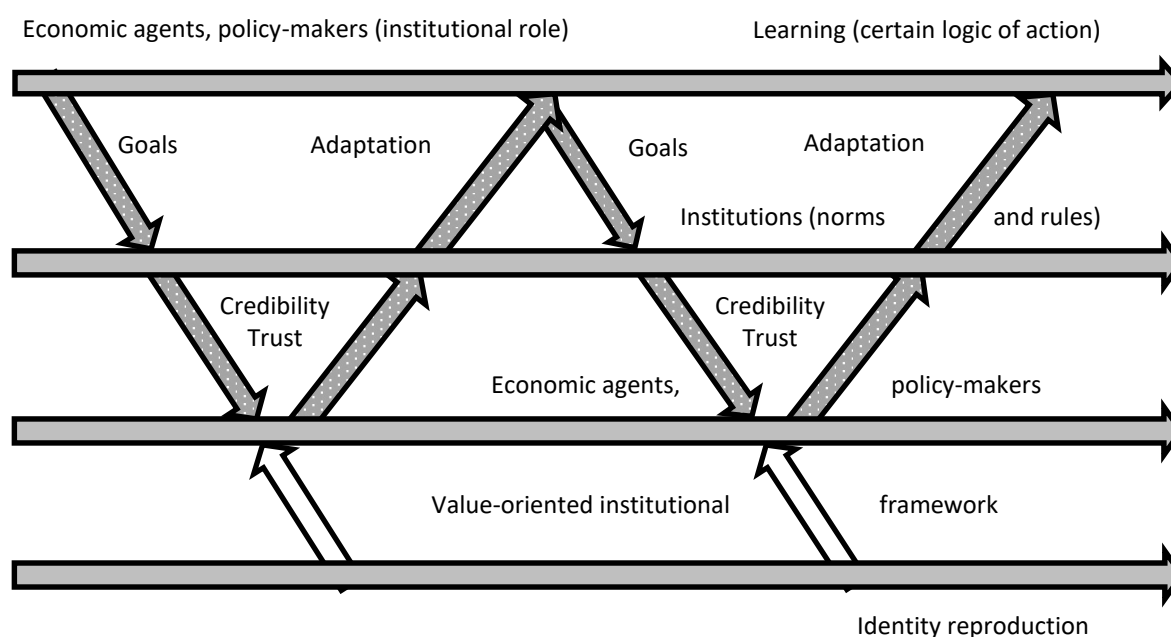 Economic agents, policy-makers (institutional role) Learning (certain logic of action)
Goals Adaptation Goals Adaptation
Institutions (norms and rules)
Credibility Credibility
Trust Trust
Economic agents, policy-makers
Value-oriented institutional framework
Identity reproduction